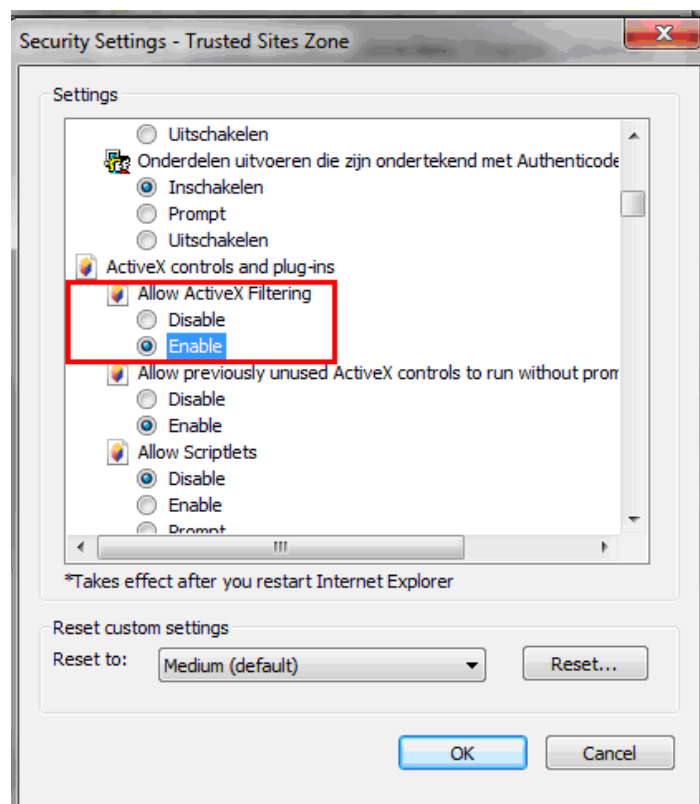 Security Settings - Trusted Sites Zone
Settings
Uitschakelen
Onderdelen uitvoeren die zijn ondertekend met Authenticode
Inschakelen
Prompt
Uitschakelen
ActiveX controls and plug-ins
Allow ActiveX Filtering
Disable
Enable
Allow previously unused ActiveX controls to run without prom
Disable
Enable
Allow Scriptlets
Disable
Enable
Prompt
*Takes effect after you restart Internet Explorer
Reset custom settings
Reset to: Medium (default) Reset...
OK Cancel